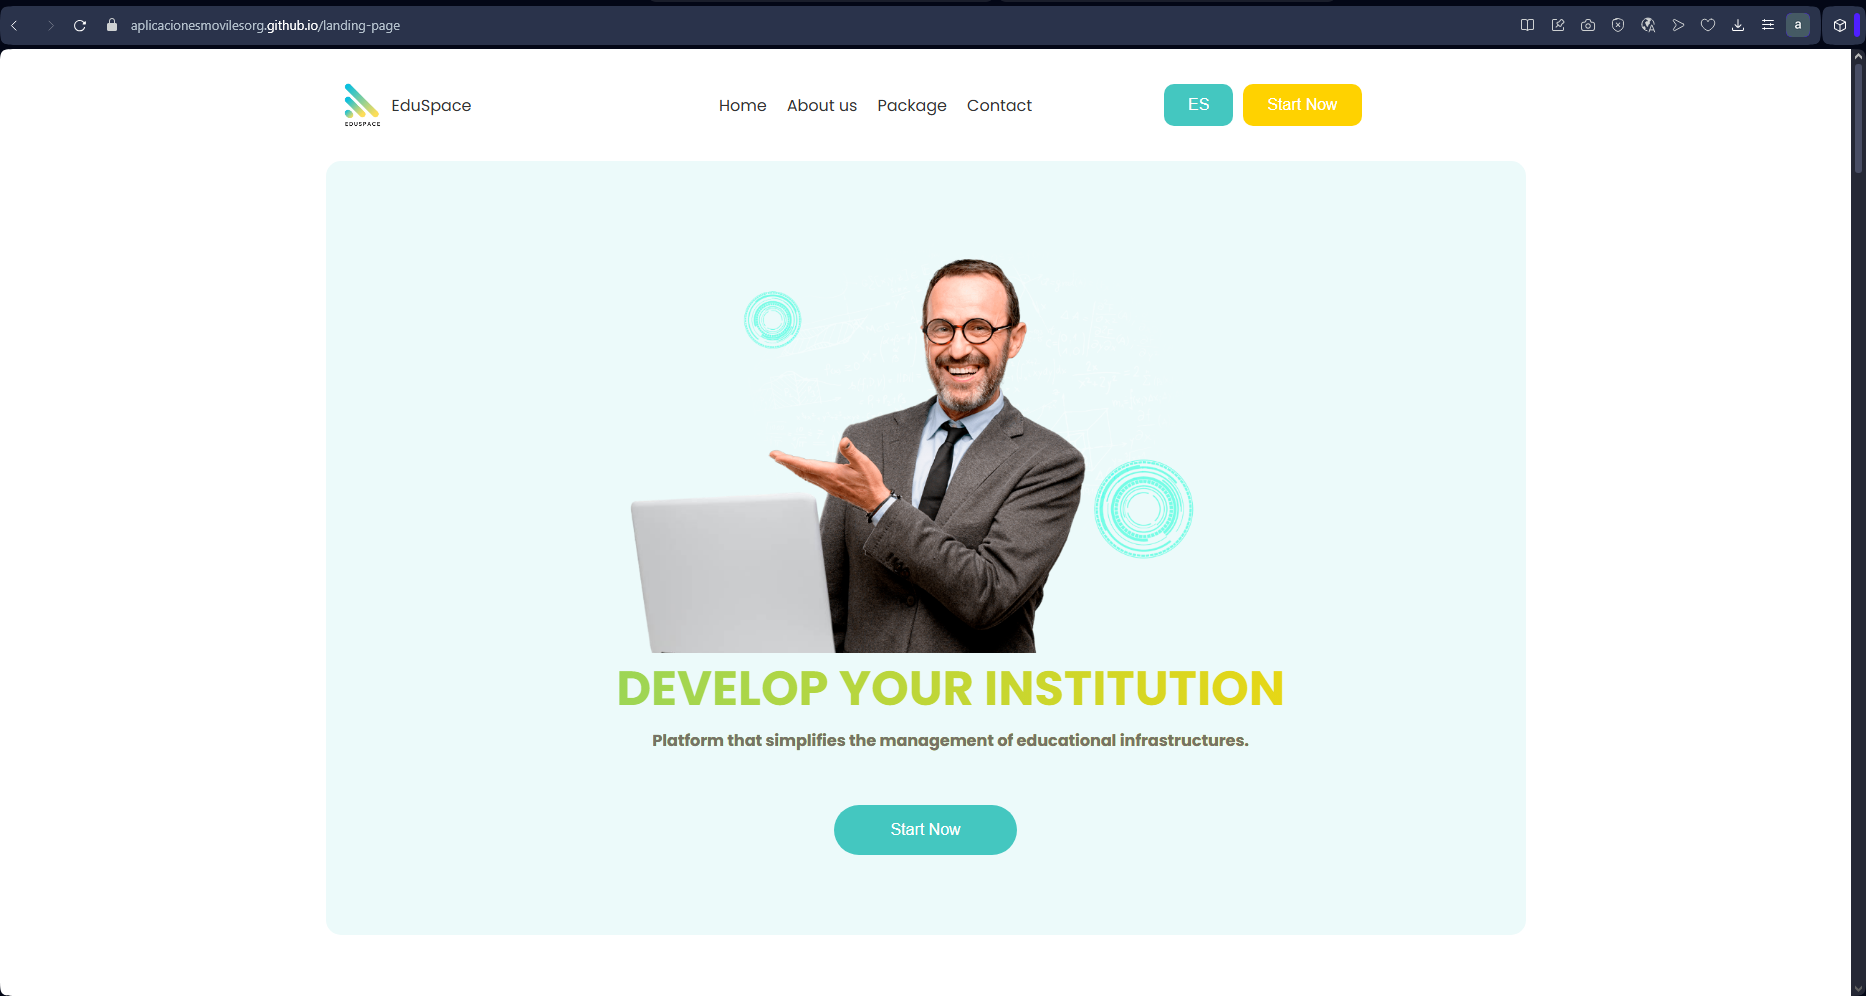 aplicacionesmovilesorg.github.io/landing-page
a
EDUSPACE
EduSpace
Home
About us
Package
Contact
ES
Start Now
DEVELOP YOUR INSTITUTION
Platform that simplifies the management of educational infrastructures.
Start Now